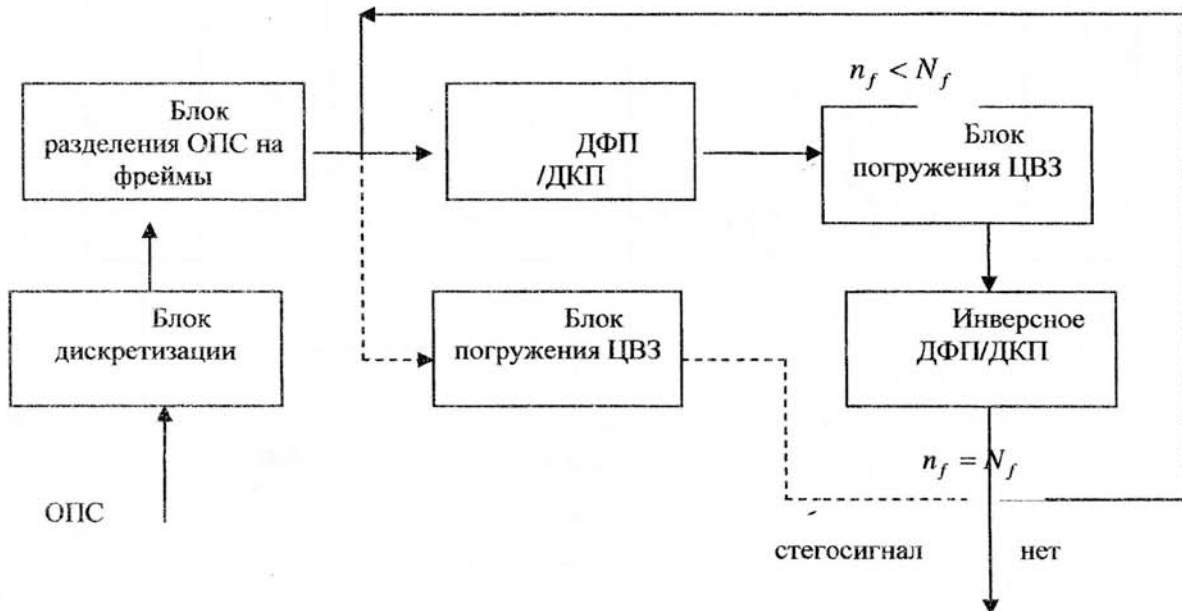 n_f < N_f
Блок
разделения ОПС на
фреймы
ДФП
/ДКП
Блок
погружения ЦВЗ
Блок
дискретизации
Блок
погружения ЦВЗ
Инверсное
ДФП/ДКП
n_f = N_f
ОПС
стегосигнал
нет